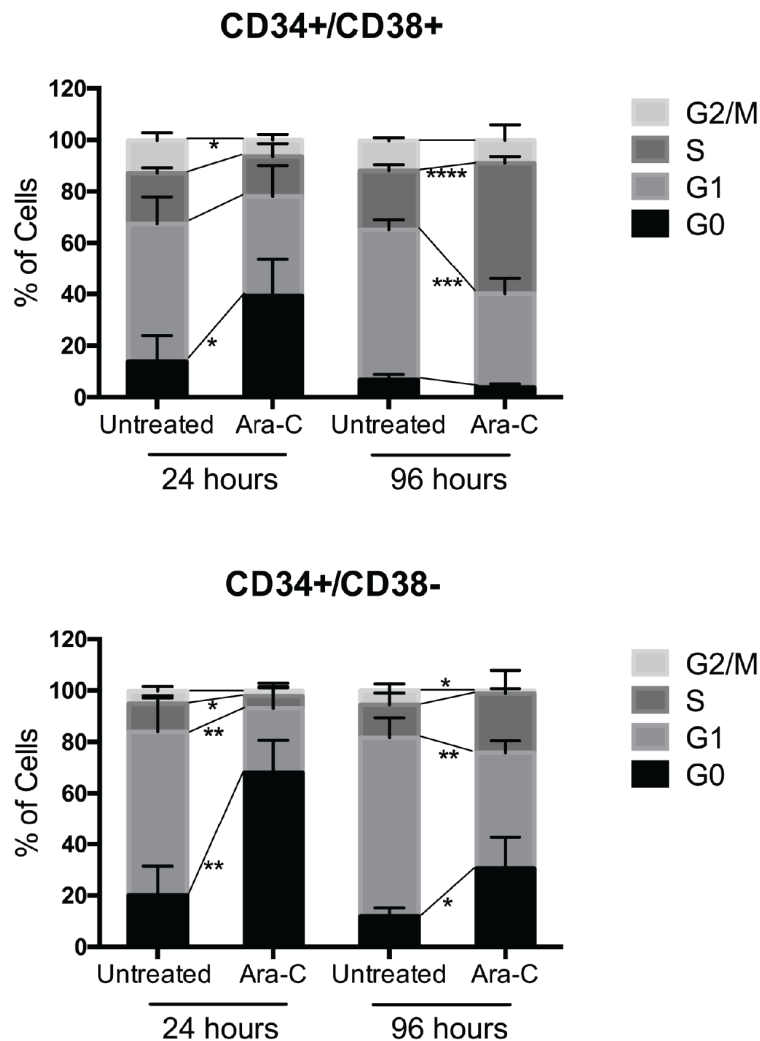 CD34+/CD38+
120
100
80
60
40
20
0
% of Cells
*
*
****
***
G2/M
S
G1
G0
Untreated Ara-C Untreated Ara-C
24 hours 96 hours
CD34+/CD38-
120
100
80
60
40
20
0
% of Cells
*
**
**
*
**
*
G2/M
S
G1
G0
Untreated Ara-C Untreated Ara-C
24 hours 96 hours